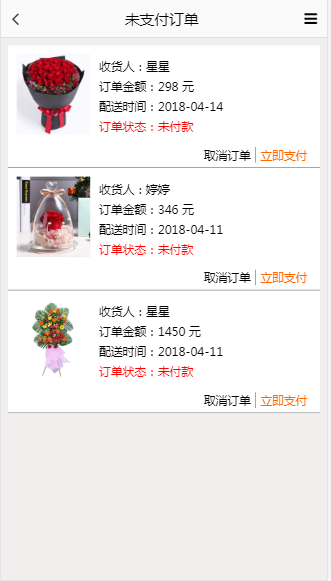 未支付订单
收货人：星星
订单金额：298 元
配送时间：2018-04-14
订单状态：未付款
取消订单 立即支付
收货人：婷婷
订单金额：346 元
配送时间：2018-04-11
订单状态：未付款
取消订单 立即支付
收货人：星星
订单金额：1450 元
配送时间：2018-04-11
订单状态：未付款
取消订单 立即支付